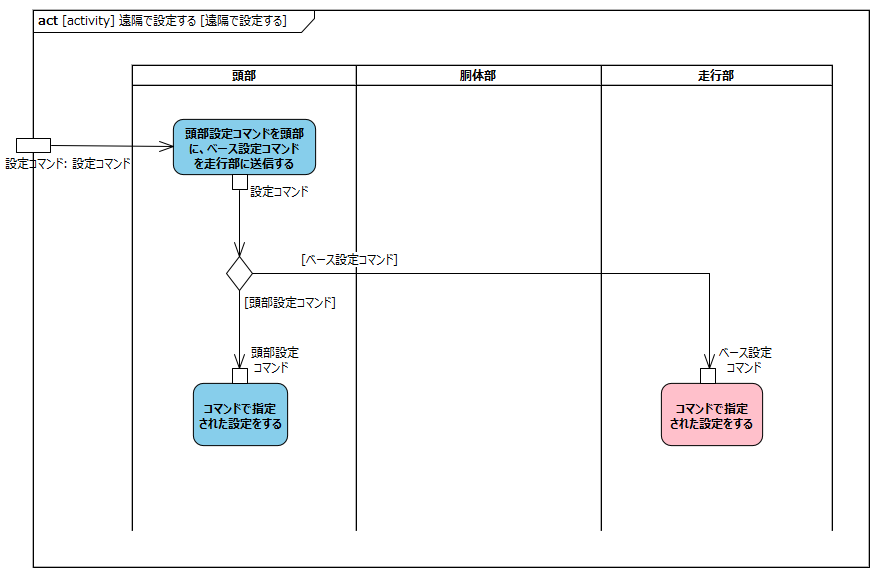 act [activity] 遠隔で設定する [遠隔で設定する]
頭部
胴体部
走行部
頭部設定コマンドを頭部
に、ベース設定コマンド
を走行部に送信する
設定コマンド: 設定コマンド
設定コマンド
[ベース設定コマンド]
[頭部設定コマンド]
頭部設定
コマンド
ベース設定
コマンド
コマンドで指定
された設定をする
コマンドで指定
された設定をする